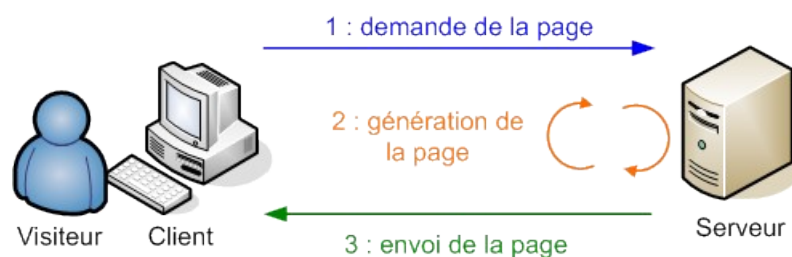 1 : demande de la page
2 : génération de
la page
Visiteur
Client
3 : envoi de la page
Serveur